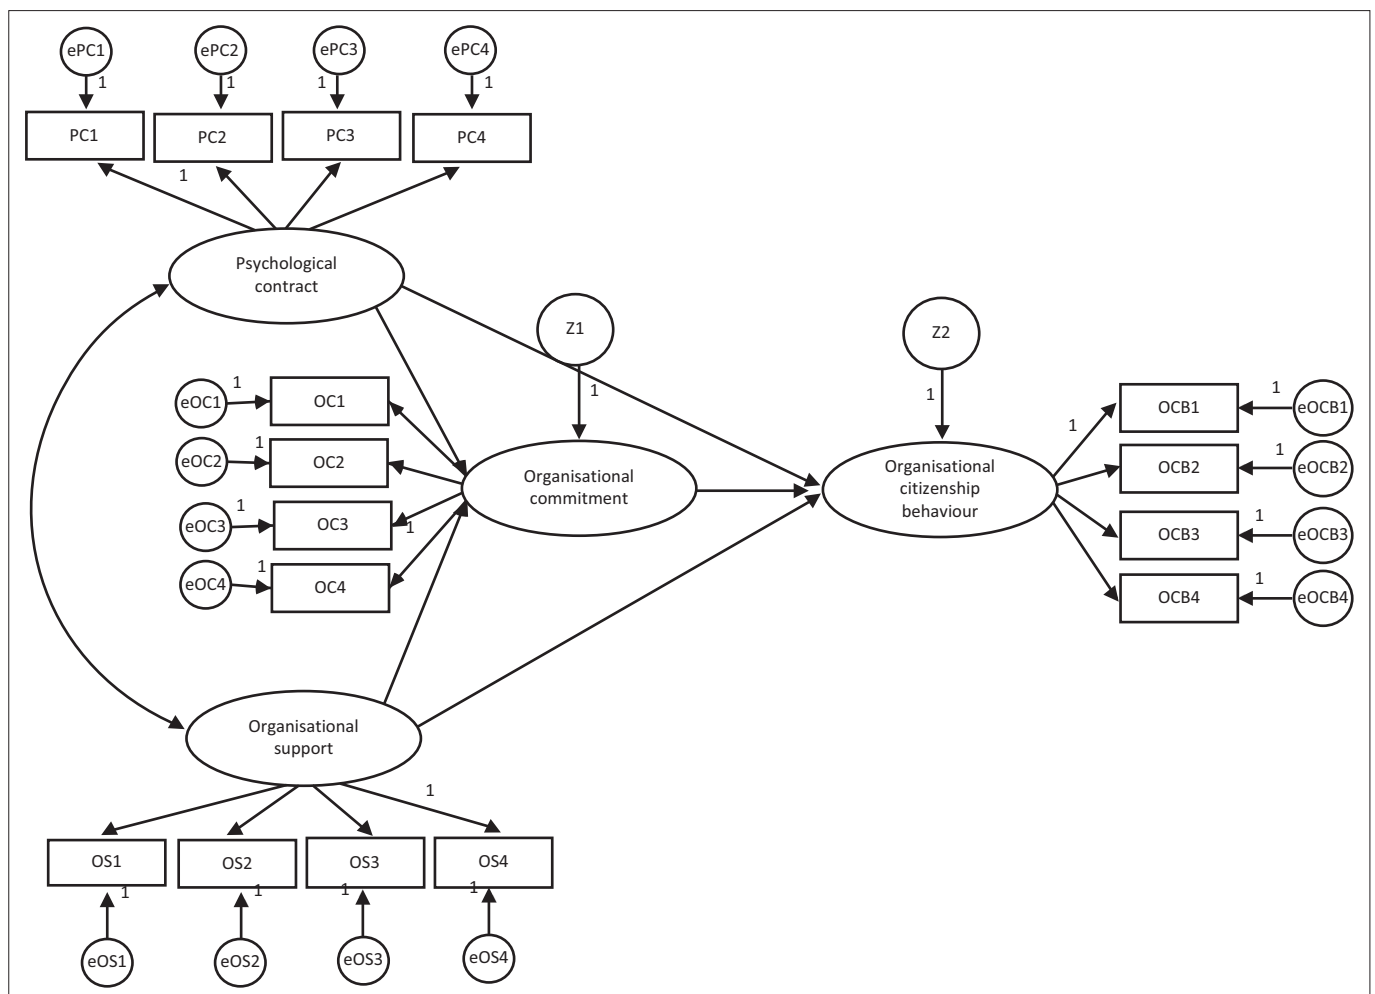 ePC1
ePC2
ePC3
ePC4
1
1
1
1
PC1
PC2
PC3
PC4
1
Psychological
contract
Z1
Z2
1
1
eOC1
1
OC1
eOC2
1
OC2
eOC3
1
OC3
1
eOC4
1
OC4
Organisational
commitment
Organisational
citizenship
behaviour
1
OCB1
1
eOCB1
OCB2
1
eOCB2
OCB3
1
eOCB3
OCB4
1
eOCB4
Organisational
support
1
OS1
OS2
OS3
OS4
1
1
1
1
eOS1
eOS2
eOS3
eOS4